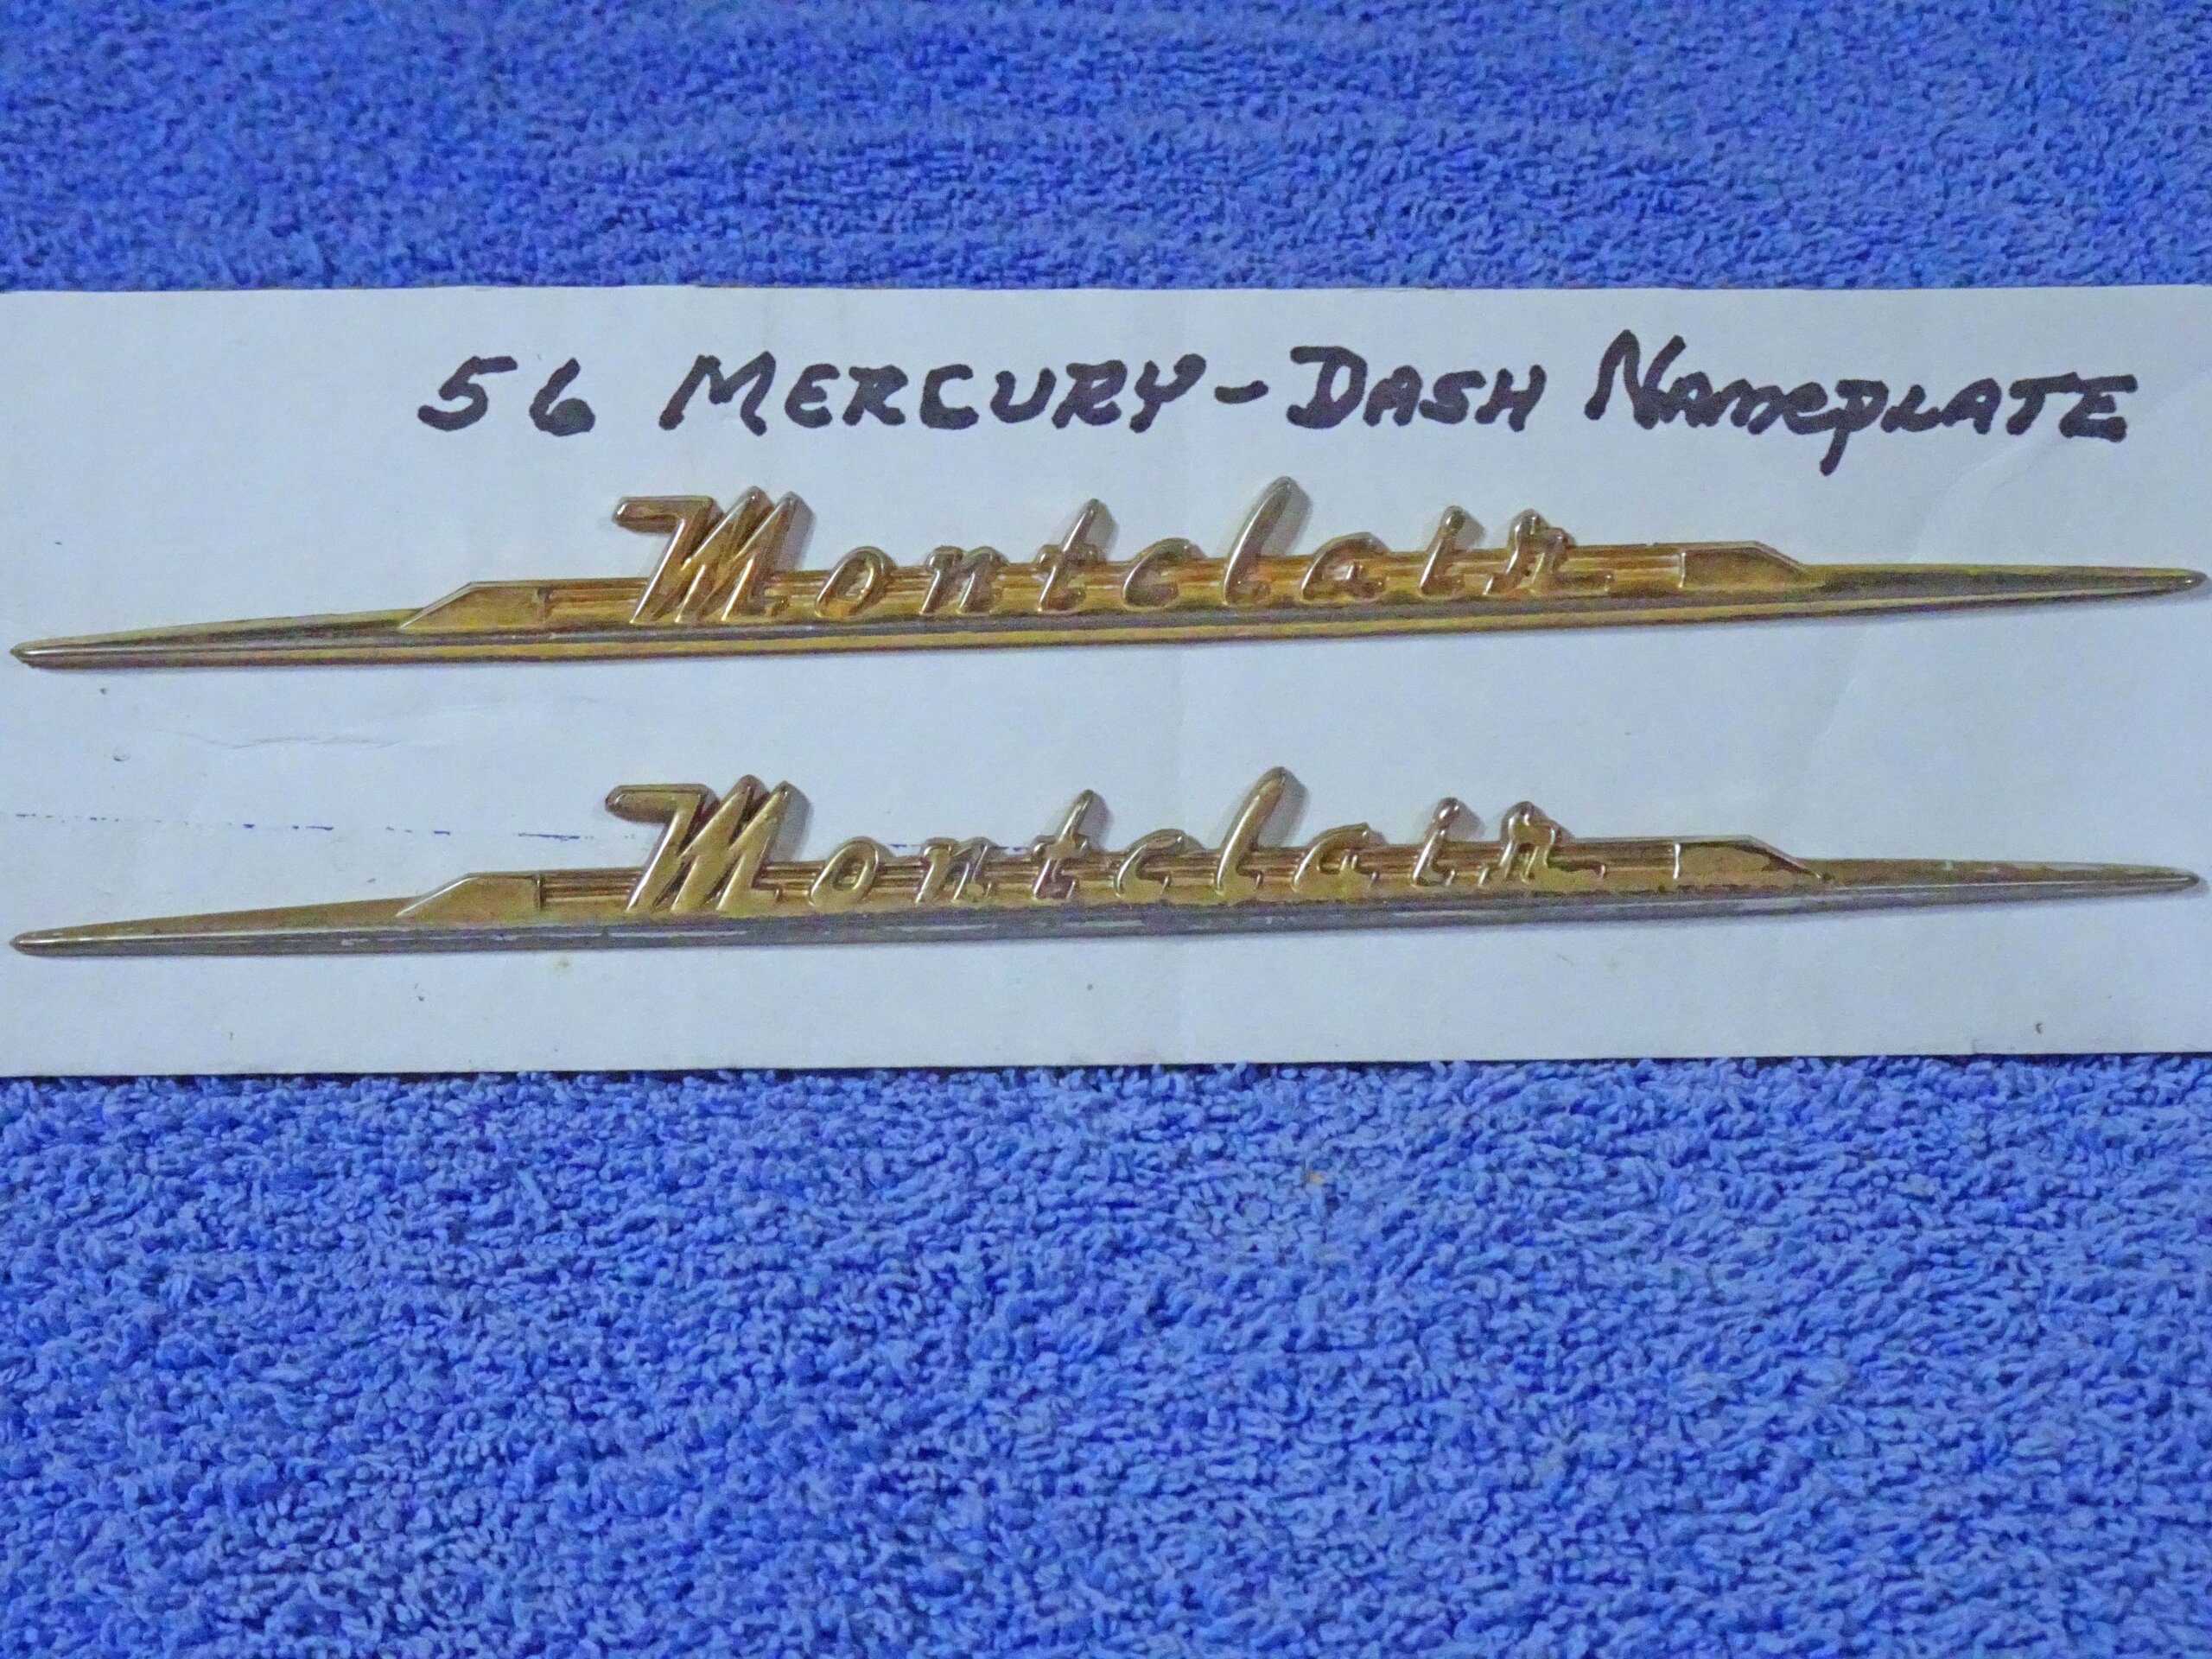 56 MERCURY - DASH NAMEPLATE
Montclair
Montclair